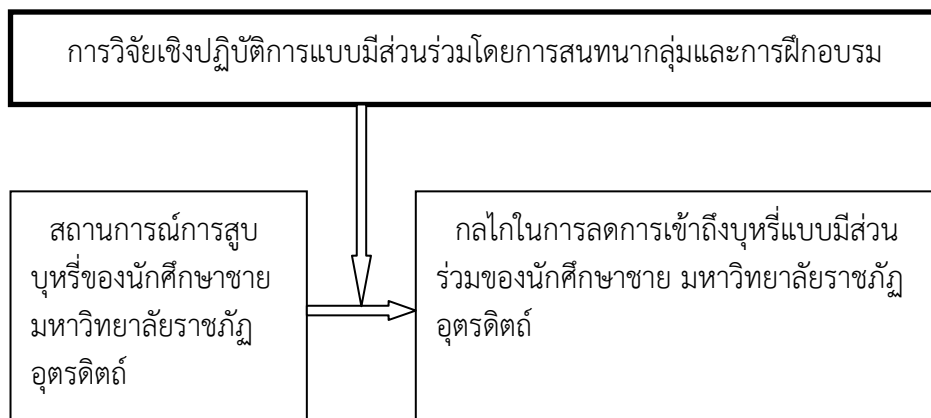 การวิจัยเชิงปฏิบัติการแบบมีส่วนร่วมโดยการสนทนากลุ่มและการฝึกอบรม
สถานการณ์การสูบ
บุหรี่ของนักศึกษาชาย
มหาวิทยาลัยราชภัฏ
อุตรดิตถ์
กลไกในการลดการเข้าถึงบุหรี่แบบมีส่วน
ร่วมของนักศึกษาชาย มหาวิทยาลัยราชภัฏ
อุตรดิตถ์